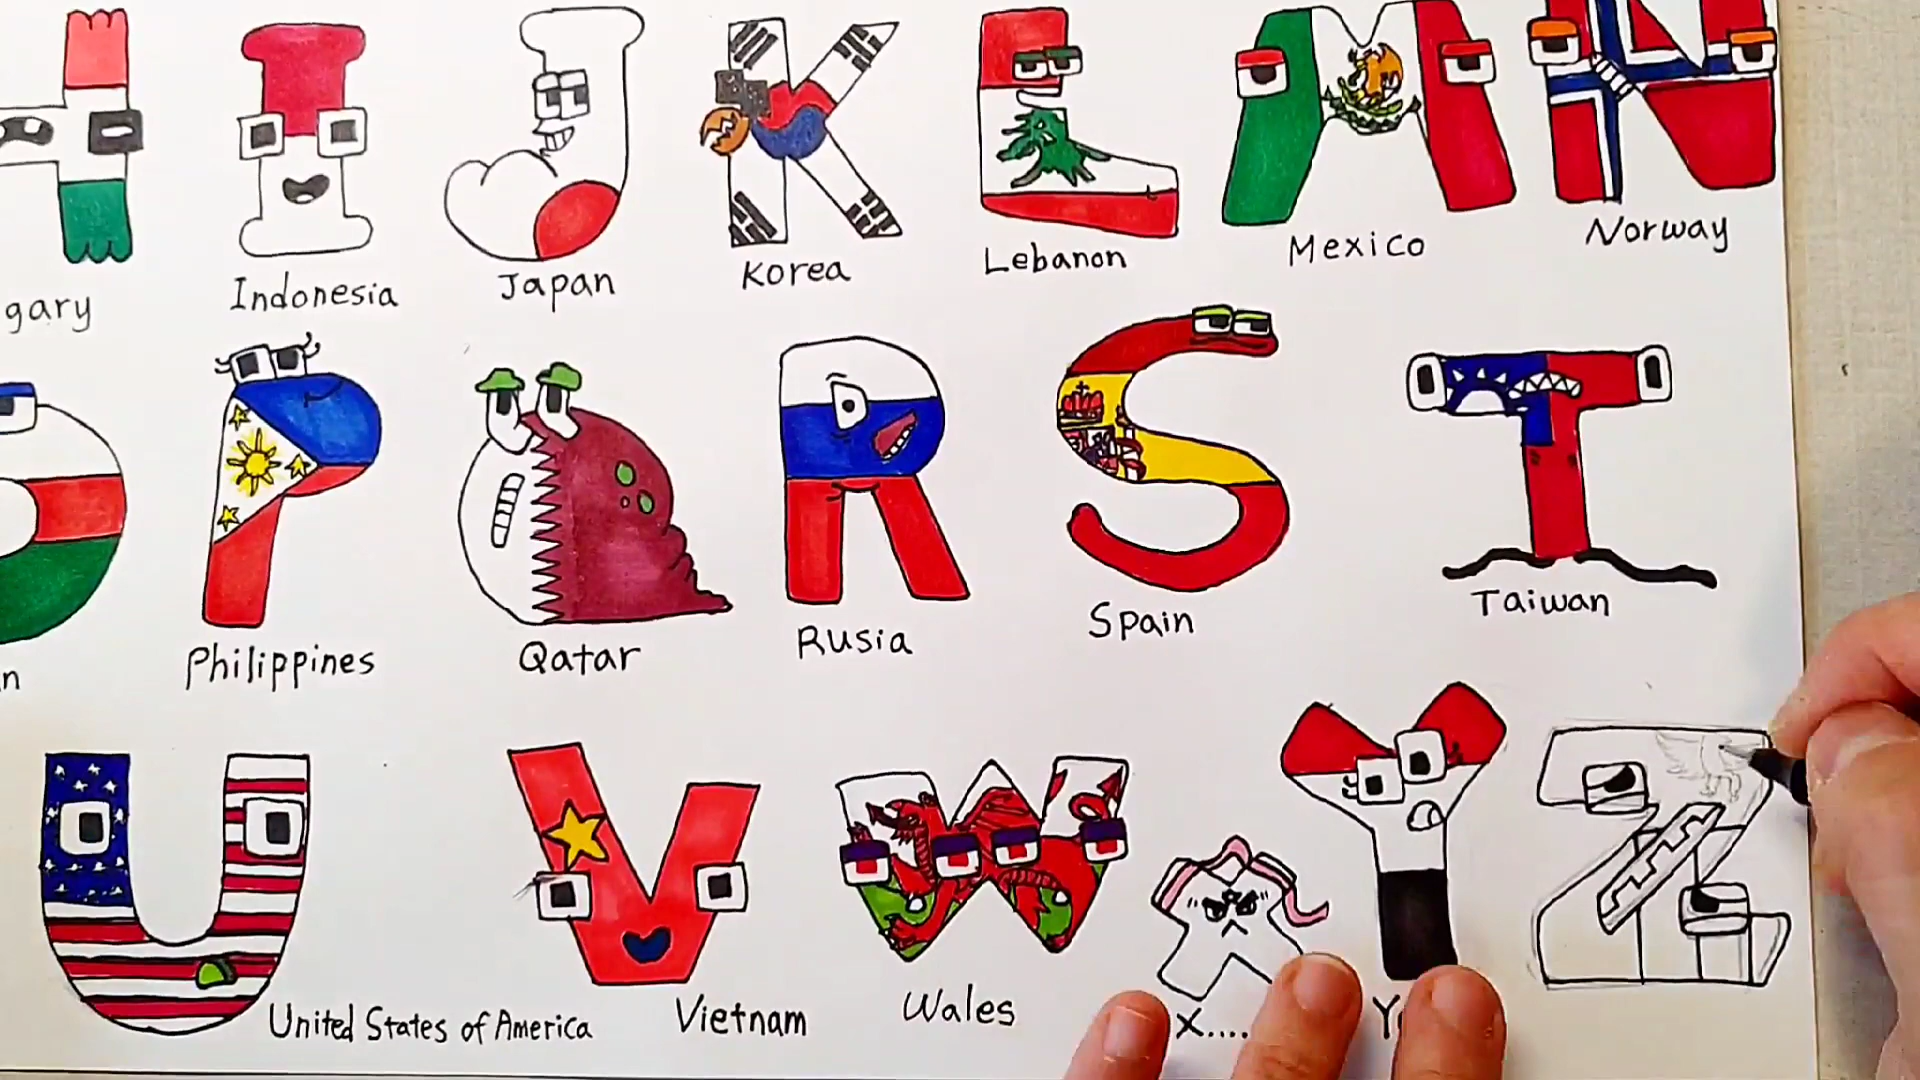 gary
Indonesia
Japan
Korea
Lebanon
Mexico
Norway
n
Philippines
Qatar
Rusia
Spain
Taiwan
United States of America
Vietnam
Wales
X....
Y